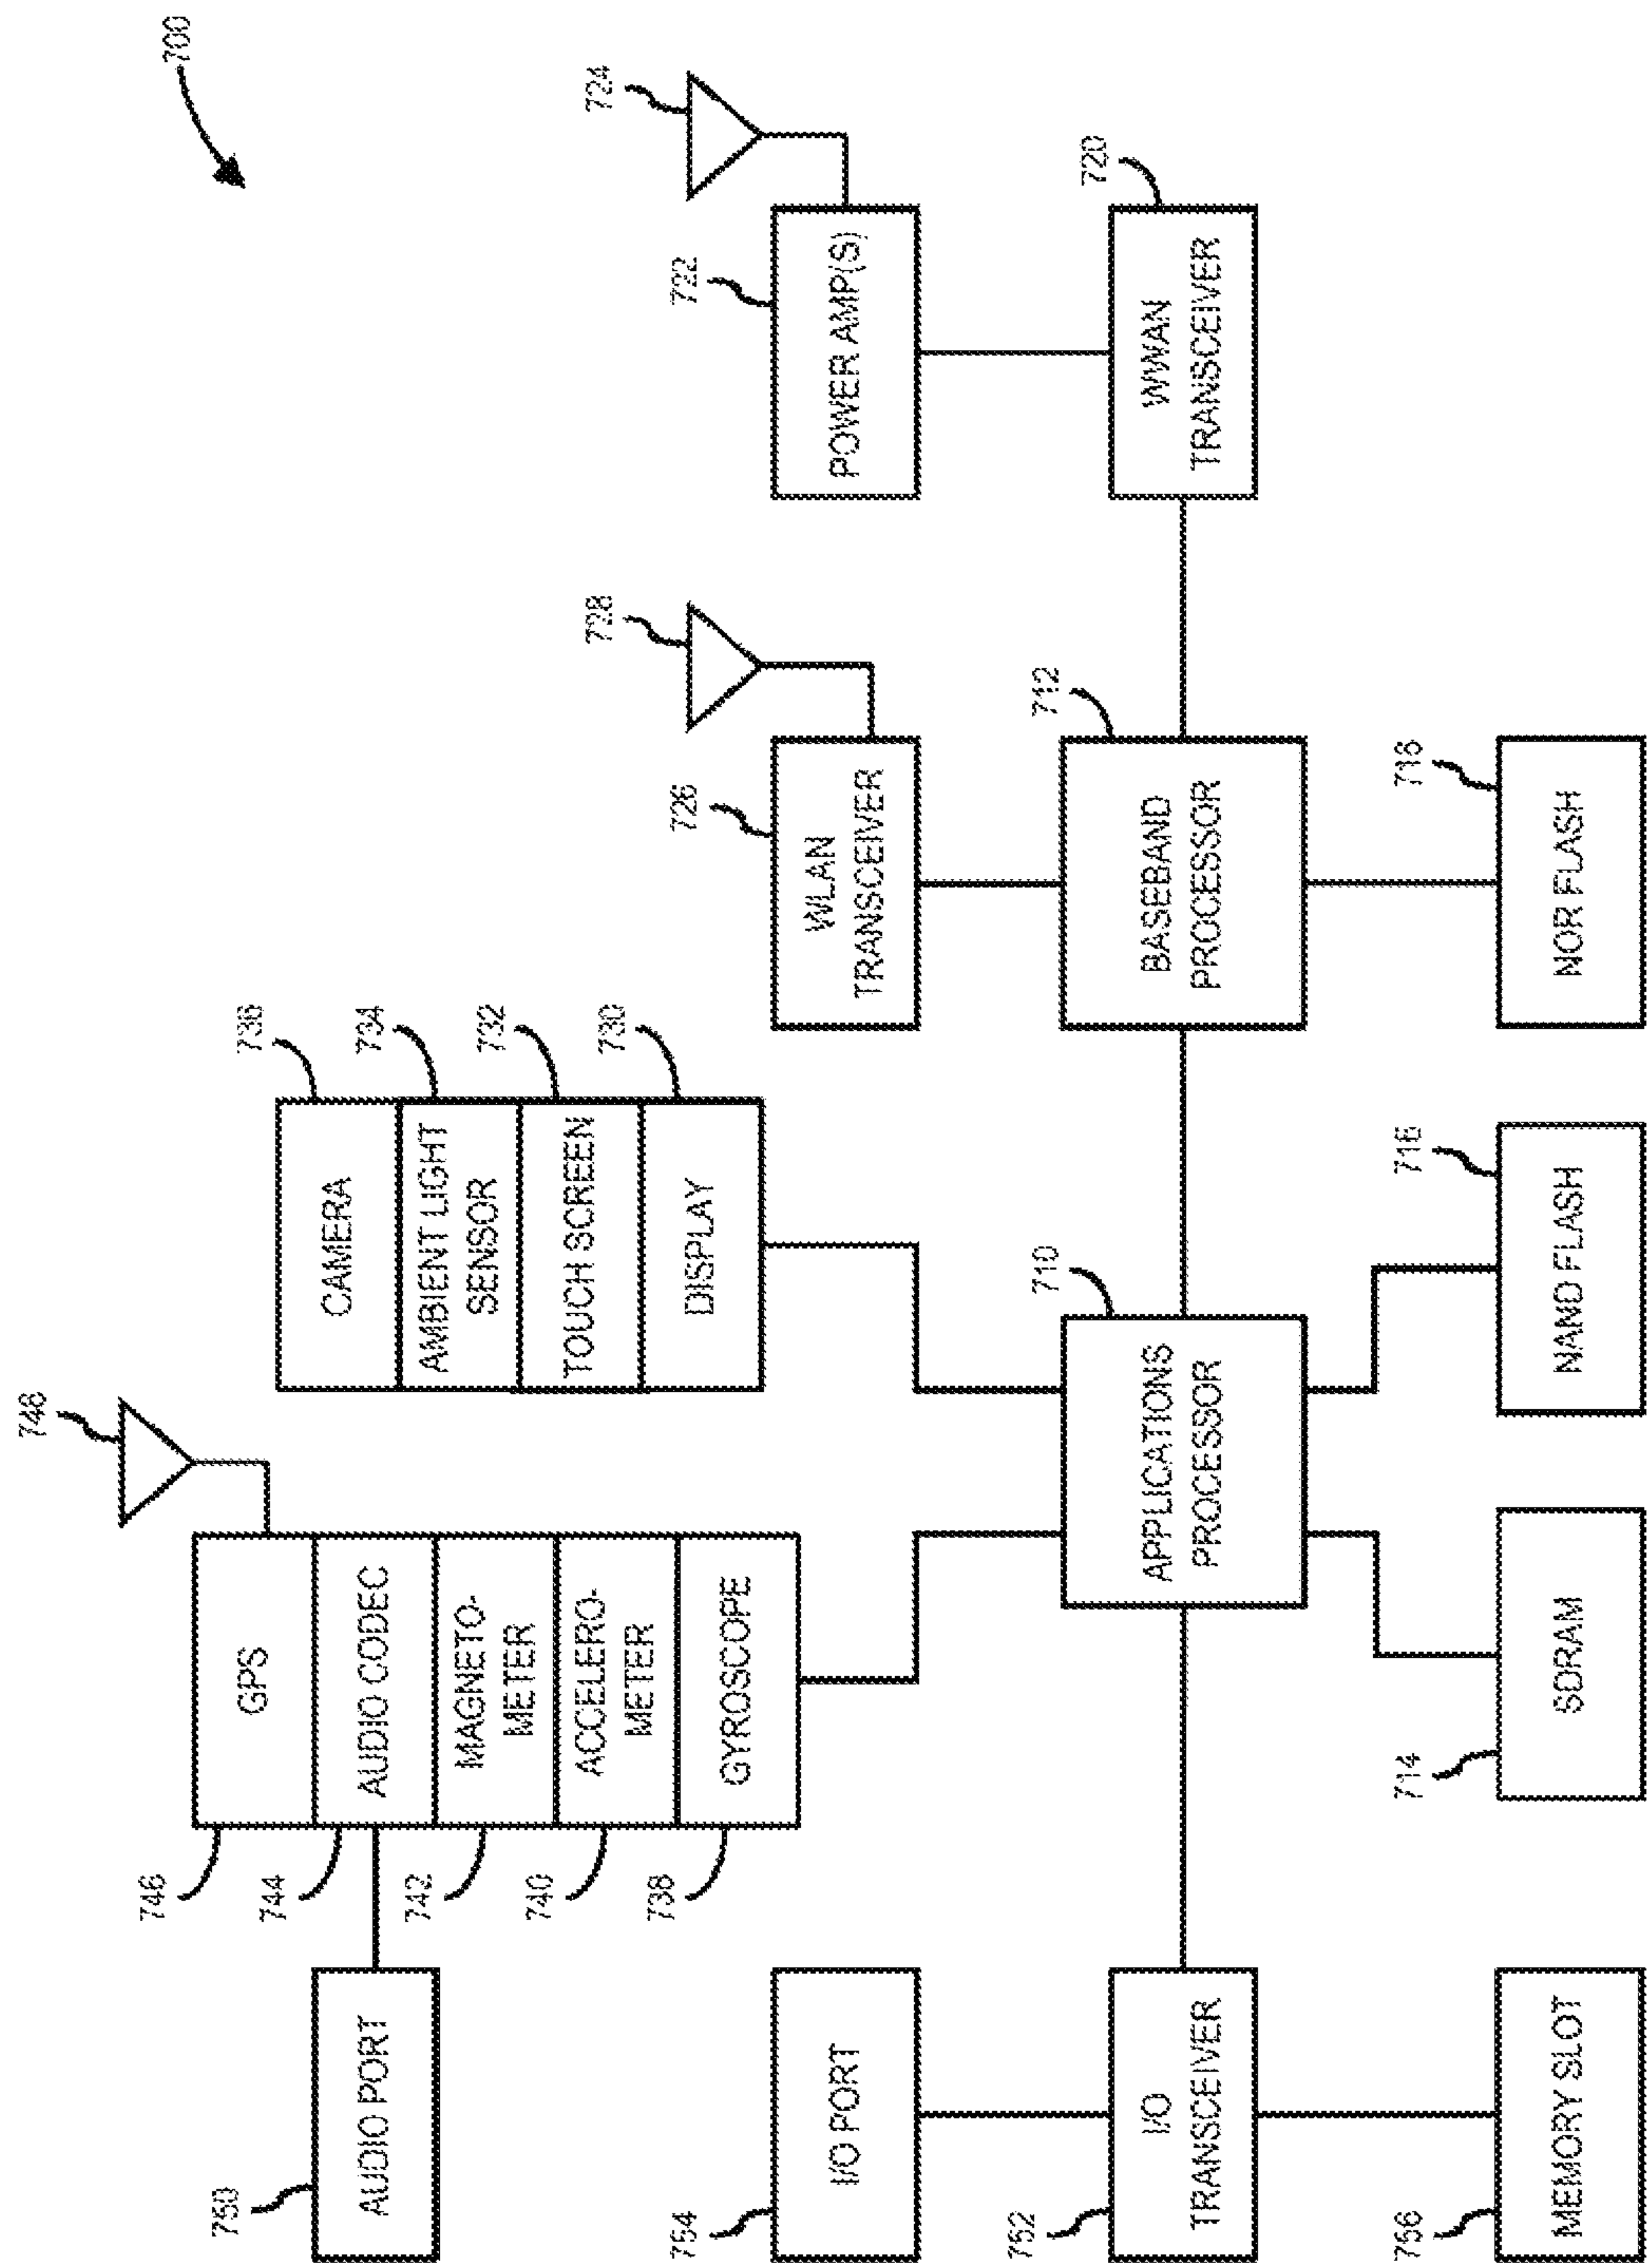 700
748
GPS
746
AUDIO CODEC
744
MAGNETO-
METER
742
ACCELERO-
METER
740
GYROSCOPE
738
AUDIO PORT
750
CAMERA
736
AMBIENT LIGHT
SENSOR
734
TOUCH SCREEN
732
DISPLAY
730
728
724
I/O PORT
754
WLAN
TRANSCEIVER
726
POWER AMP(S)
722
I/O
TRANSCEIVER
752
APPLICATIONS
PROCESSOR
710
BASEBAND
PROCESSOR
712
WWAN
TRANSCEIVER
720
MEMORY SLOT
756
SDRAM
714
NAND FLASH
716
NOR FLASH
718